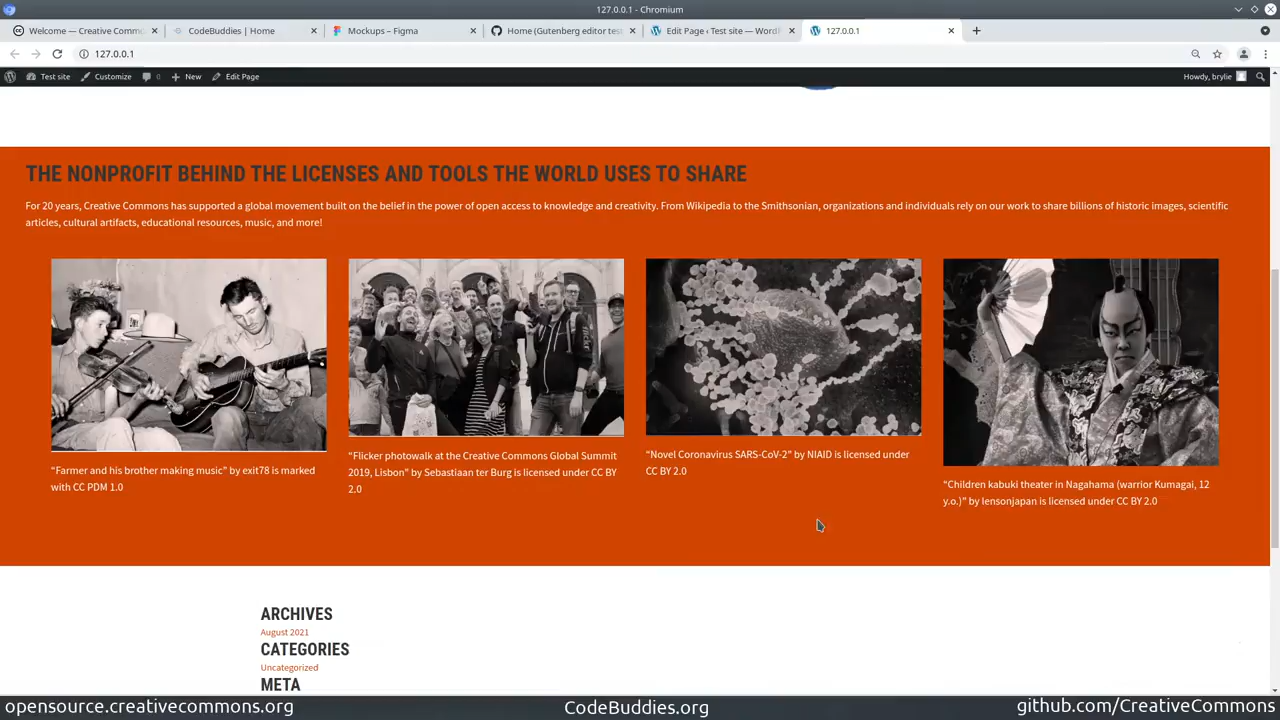 127.0.0.1 - Chromium
Welcome — Creative Commo
CodeBuddies | Home
Mockups – Figma
Home (Gutenberg editor test
Edit Page ‹ Test site — WordP
127.0.0.1
127.0.0.1
Test site
Customize
0
New
Edit Page
Howdy, brylie
THE NONPROFIT BEHIND THE LICENSES AND TOOLS THE WORLD USES TO SHARE
For 20 years, Creative Commons has supported a global movement built on the belief in the power of open access to knowledge and creativity. From Wikipedia to the Smithsonian, organizations and individuals rely on our work to share billions of historic images, scientific
articles, cultural artifacts, educational resources, music, and more!
“Farmer and his brother making music” by exit78 is marked
with CC PDM 1.0
“Flicker photowalk at the Creative Commons Global Summit
2019, Lisbon” by Sebastiaan ter Burg is licensed under CC BY
2.0
“Novel Coronavirus SARS-CoV-2” by NIAID is licensed under
CC BY 2.0
“Children kabuki theater in Nagahama (warrior Kumagai, 12
y.o.)” by lensonjapan is licensed under CC BY 2.0
ARCHIVES
August 2021
CATEGORIES
Uncategorized
META
opensource.creativecommons.org
CodeBuddies.org
github.com/CreativeCommons